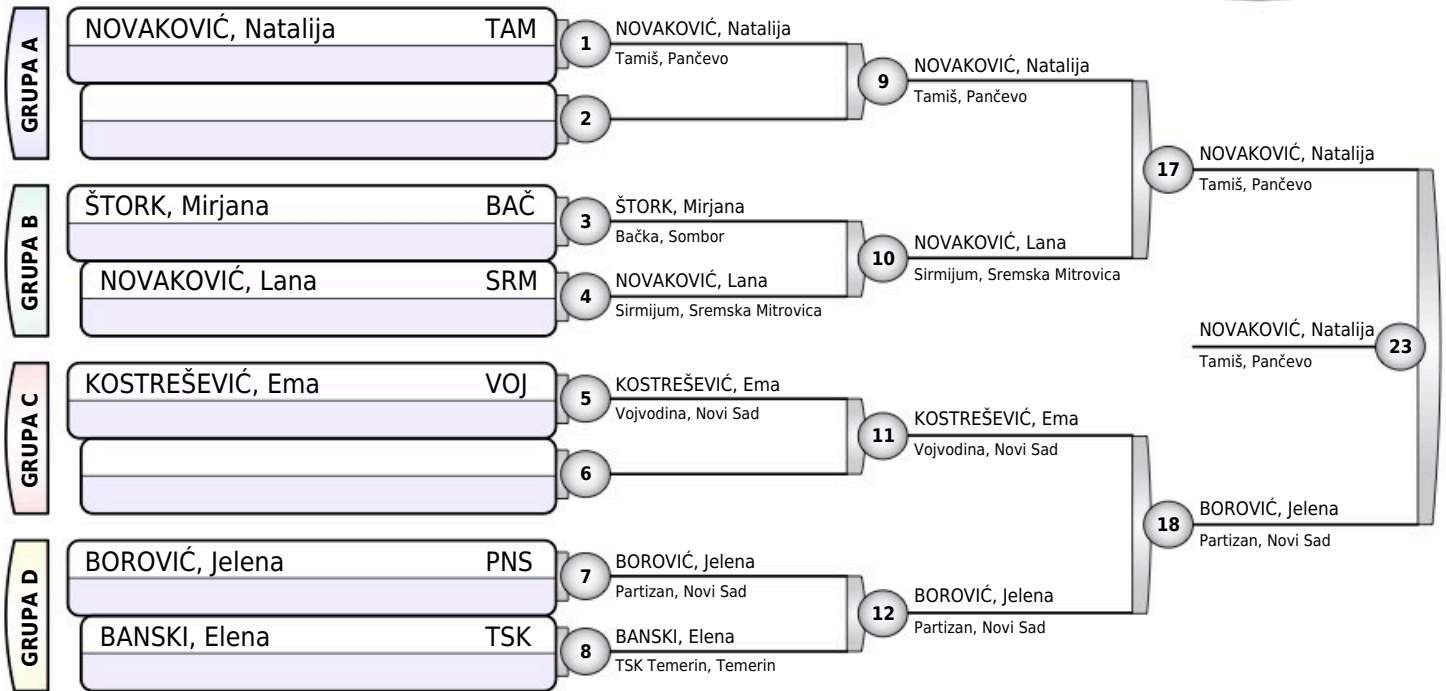 GRUPA A
NOVAKOVIĆ, Natalija TAM
1
NOVAKOVIĆ, Natalija
Tamiš, Pančevo
2
9
NOVAKOVIĆ, Natalija
Tamiš, Pančevo
GRUPA B
ŠTORK, Mirjana BAČ
3
ŠTORK, Mirjana
Bačka, Sombor
NOVAKOVIĆ, Lana SRM
4
NOVAKOVIĆ, Lana
Sirmijum, Sremska Mitrovica
10
NOVAKOVIĆ, Lana
Sirmijum, Sremska Mitrovica
17
NOVAKOVIĆ, Natalija
Tamiš, Pančevo
GRUPA C
KOSTREŠEVIĆ, Ema VOJ
5
KOSTREŠEVIĆ, Ema
Vojvodina, Novi Sad
6
11
KOSTREŠEVIĆ, Ema
Vojvodina, Novi Sad
GRUPA D
BOROVIĆ, Jelena PNS
7
BOROVIĆ, Jelena
Partizan, Novi Sad
BANSKI, Elena TSK
8
BANSKI, Elena
TSK Temerin, Temerin
12
BOROVIĆ, Jelena
Partizan, Novi Sad
18
BOROVIĆ, Jelena
Partizan, Novi Sad
NOVAKOVIĆ, Natalija
Tamiš, Pančevo
23